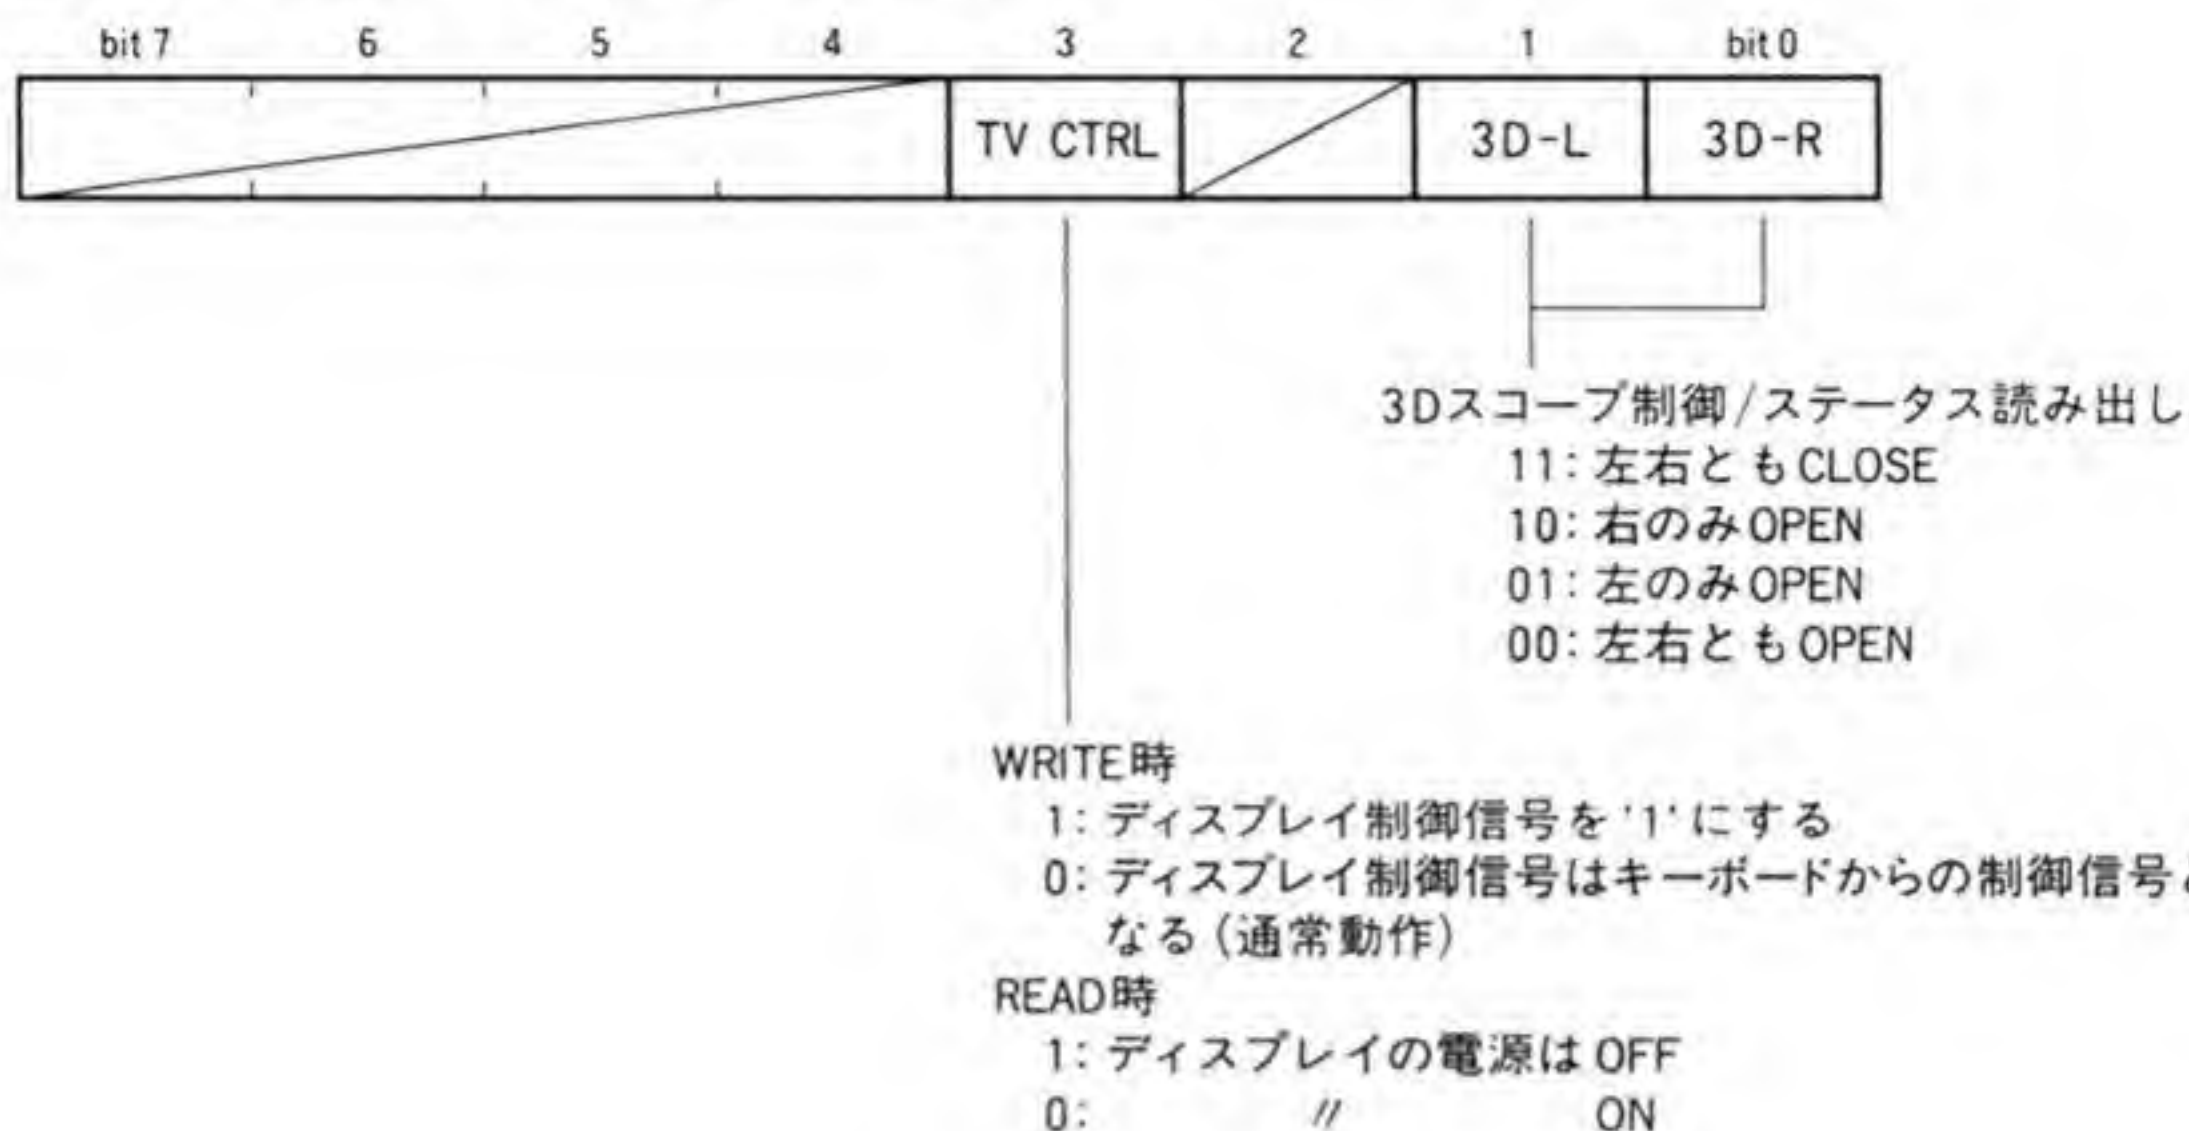 bit 7 6 5 4 3 2 1 bit 0
TV CTRL 3D-L 3D-R
3Dスコープ制御/ステータス読み出し
11: 左右ともCLOSE
10: 右のみOPEN
01: 左のみOPEN
00: 左右ともOPEN
WRITE時
1: ディスプレイ制御信号を'1'にする
0: ディスプレイ制御信号はキーボードからの制御信号と
なる(通常動作)
READ時
1: ディスプレイの電源はOFF
0: 〃 ON